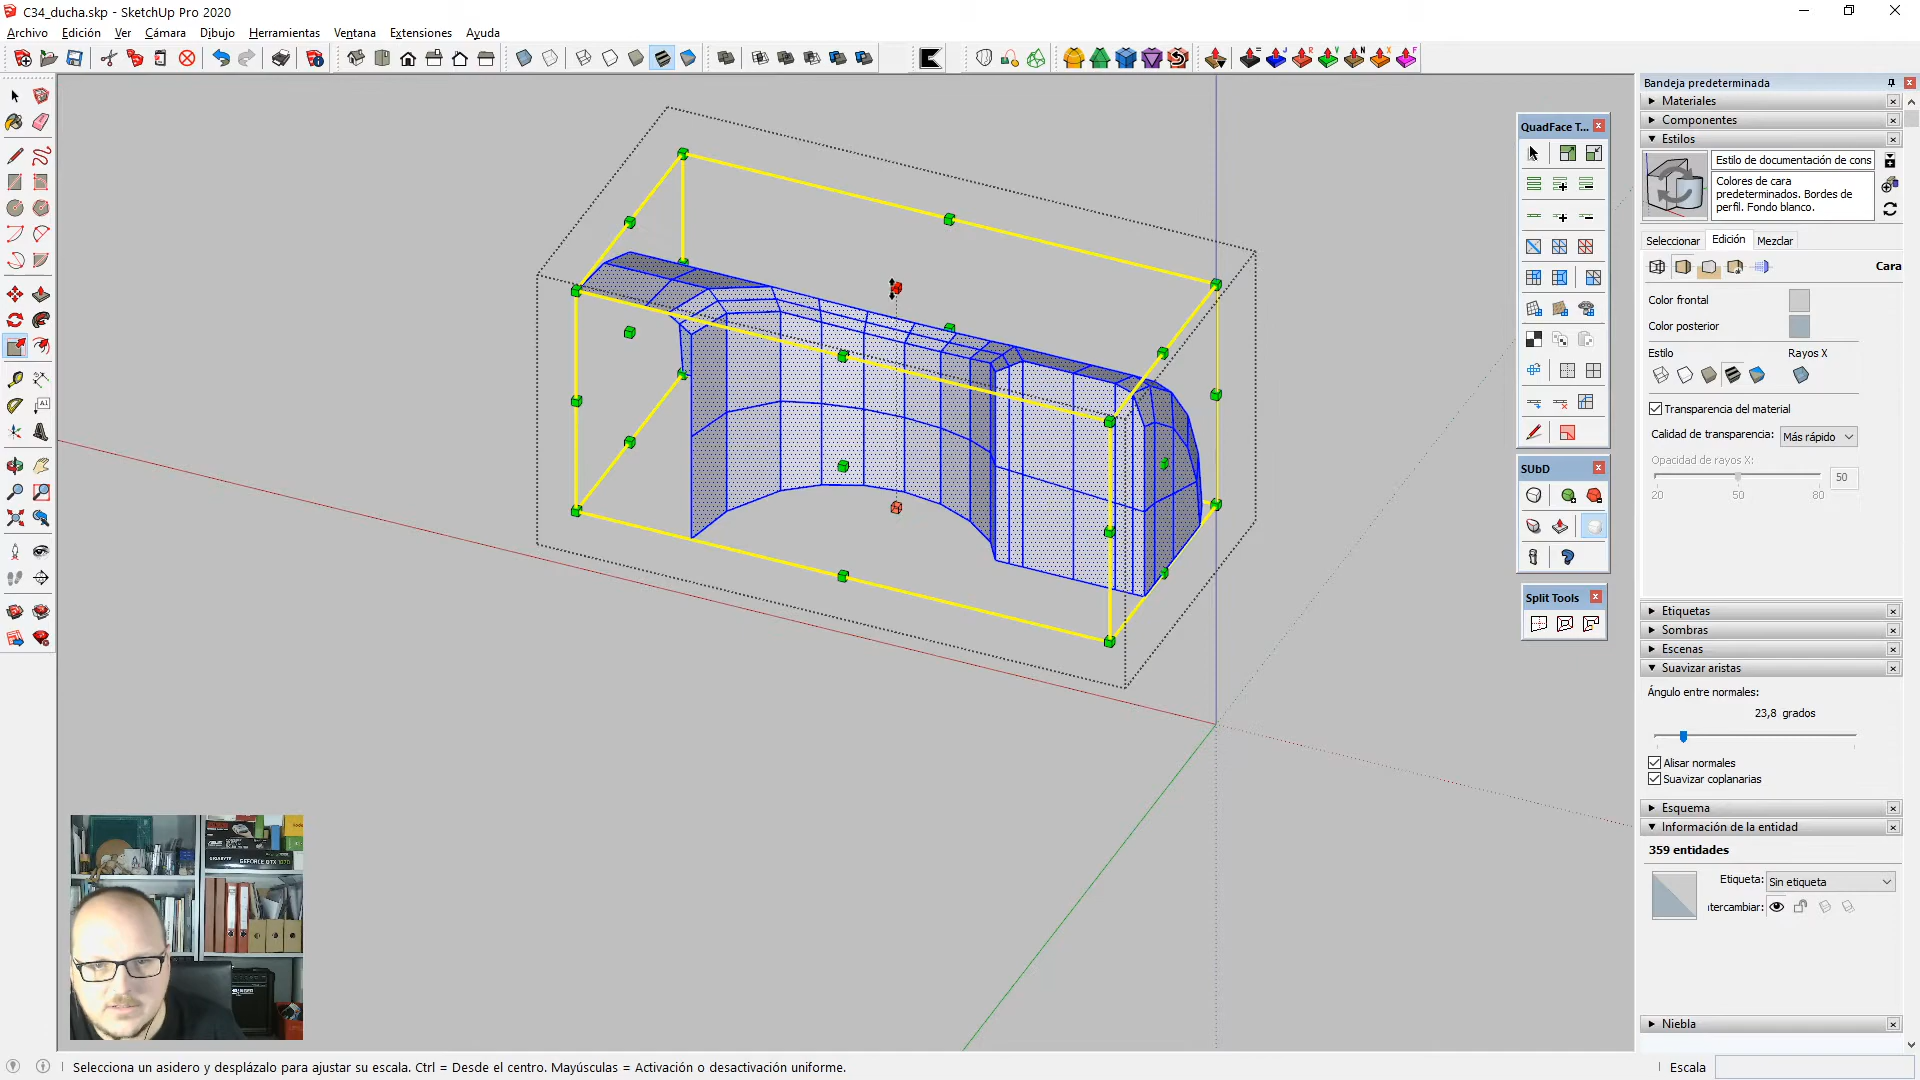 C34_ducha.skp - SketchUp Pro 2020
Archivo Edición Ver Cámara Dibujo Herramientas Ventana Extensiones Ayuda
Bandeja predeterminada
Materiales
Componentes
Estilos
Estilo de documentación de cons
Colores de cara
predeterminados. Bordes de
perfil. Fondo blanco.
Seleccionar Edición Mezclar
Cara
Color frontal
Color posterior
Estilo Rayos X
Transparencia del material
Calidad de transparencia: Más rápido
Opacidad de rayos X:
50
20 50 80
Etiquetas
Sombras
Escenas
Suavizar aristas
Ángulo entre normales:
23,8 grados
Alisar normales
Suavizar coplanarias
Esquema
Información de la entidad
359 entidades
Etiqueta: Sin etiqueta
ntercambiar:
Niebla
QuadFace T...
SUbD
Split Tools
GIGABYTE GEFORCE GTX 1070
Selecciona un asidero y desplázalo para ajustar su escala. Ctrl = Desde el centro. Mayúsculas = Activación o desactivación uniforme.
Escala